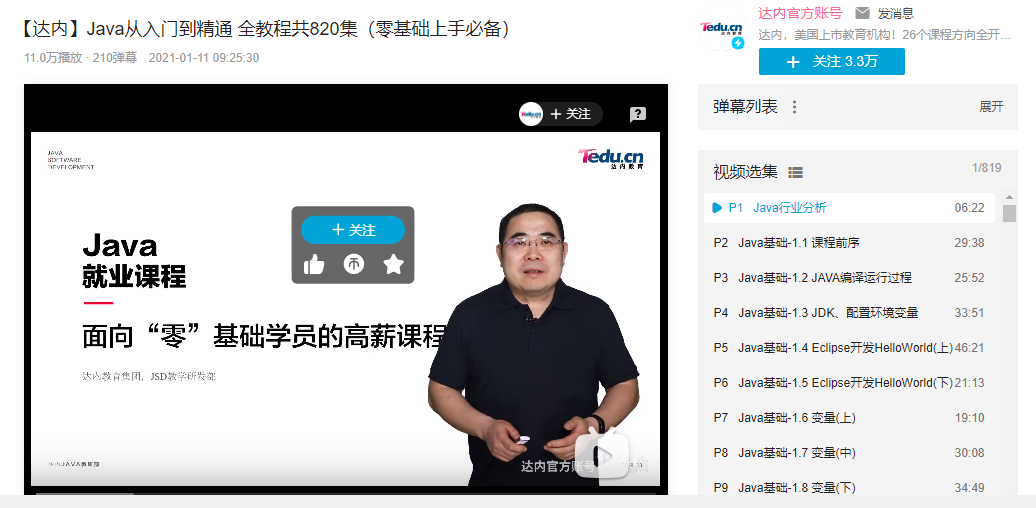 【达内】Java从入门到精通 全教程共820集（零基础上手必备）
11.0万播放 · 210弹幕 2021-01-11 09:25:30
达内官方账号 发消息
达内，美国上市教育机构！26个课程方向全开...
+ 关注 3.3万
Tedu.cn
达内教育
+ 关注
?
JAVA
SOFTWARE
DEVELOPMENT
Tedu.cn
达内教育
+ 关注
Java
就业课程
面向“零”基础学员的高薪课程
达内教育集团，JSD教学研发部
达内JAVA教研部
达内官方账号
弹幕列表 展开
视频选集 1/819
P1 Java行业分析 06:22
P2 Java基础-1.1 课程前序 29:38
P3 Java基础-1.2 JAVA编译运行过程 25:52
P4 Java基础-1.3 JDK、配置环境变量 33:51
P5 Java基础-1.4 Eclipse开发HelloWorld(上) 46:21
P6 Java基础-1.5 Eclipse开发HelloWorld(下) 21:13
P7 Java基础-1.6 变量(上) 19:10
P8 Java基础-1.7 变量(中) 30:08
P9 Java基础-1.8 变量(下) 34:49